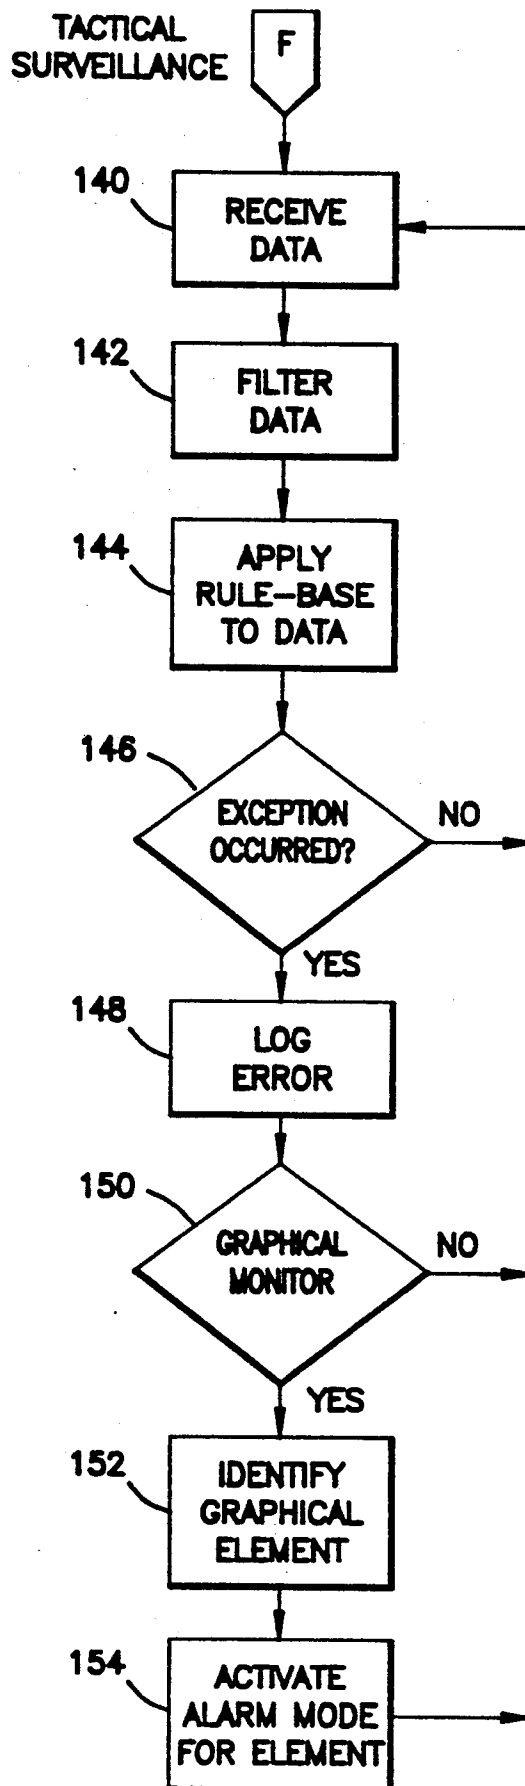 TACTICAL
SURVEILLANCE
F
140
RECEIVE
DATA
142
FILTER
DATA
144
APPLY
RULE-BASE
TO DATA
146
EXCEPTION
OCCURRED?
NO
YES
148
LOG
ERROR
150
GRAPHICAL
MONITOR
NO
YES
152
IDENTIFY
GRAPHICAL
ELEMENT
154
ACTIVATE
ALARM MODE
FOR ELEMENT